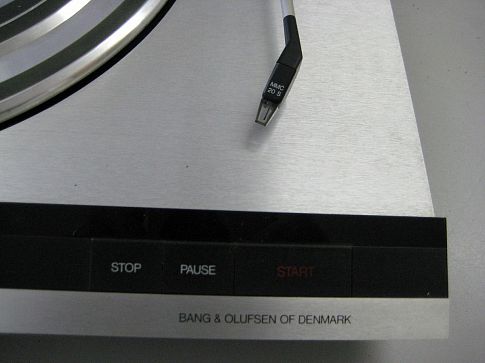 MMC
20 S
STOP PAUSE START
BANG & OLUFSEN OF DENMARK